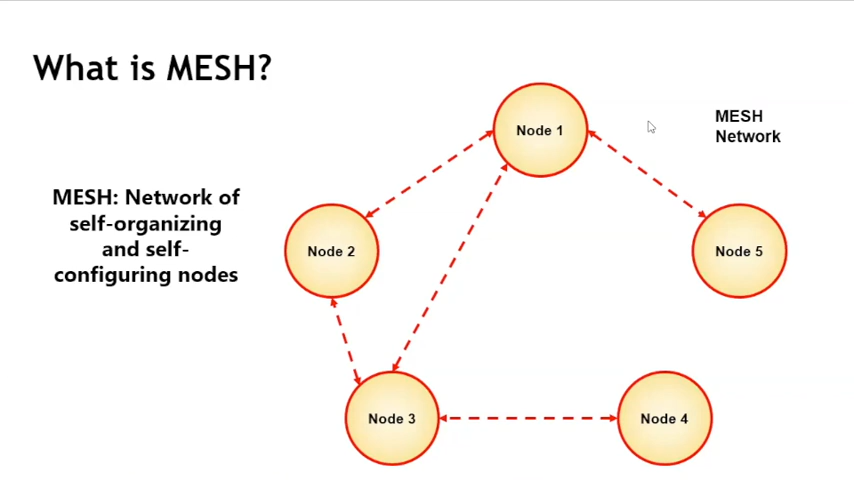 What is MESH?
MESH: Network of
self-organizing
and self-
configuring nodes
MESH
Network
Node 1
Node 2
Node 5
Node 3
Node 4